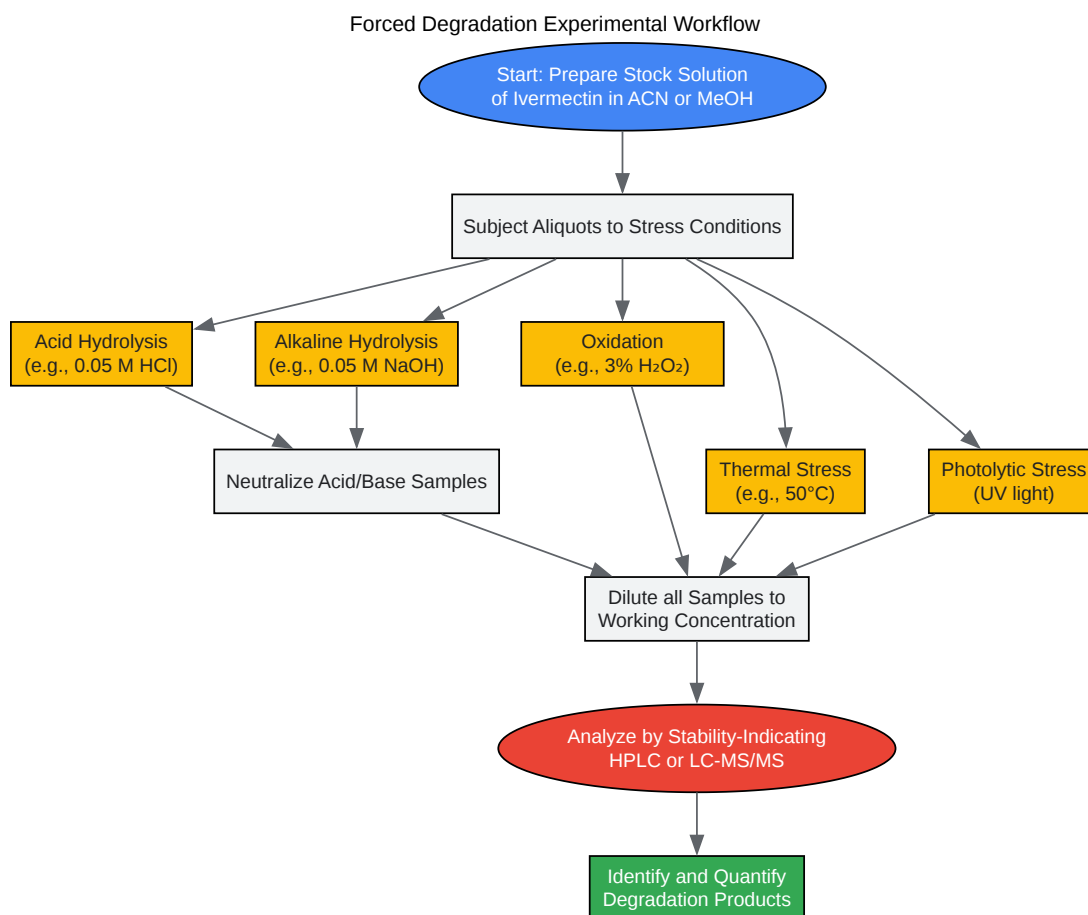 Forced Degradation Experimental Workflow
Start: Prepare Stock Solution
of Ivermectin in ACN or MeOH
Subject Aliquots to Stress Conditions
Acid Hydrolysis
(e.g., 0.05 M HCl)
Alkaline Hydrolysis
(e.g., 0.05 M NaOH)
Oxidation
(e.g., 3% H₂O₂)
Neutralize Acid/Base Samples
Thermal Stress
(e.g., 50°C)
Photolytic Stress
(UV light)
Dilute all Samples to
Working Concentration
Analyze by Stability-Indicating
HPLC or LC-MS/MS
Identify and Quantify
Degradation Products